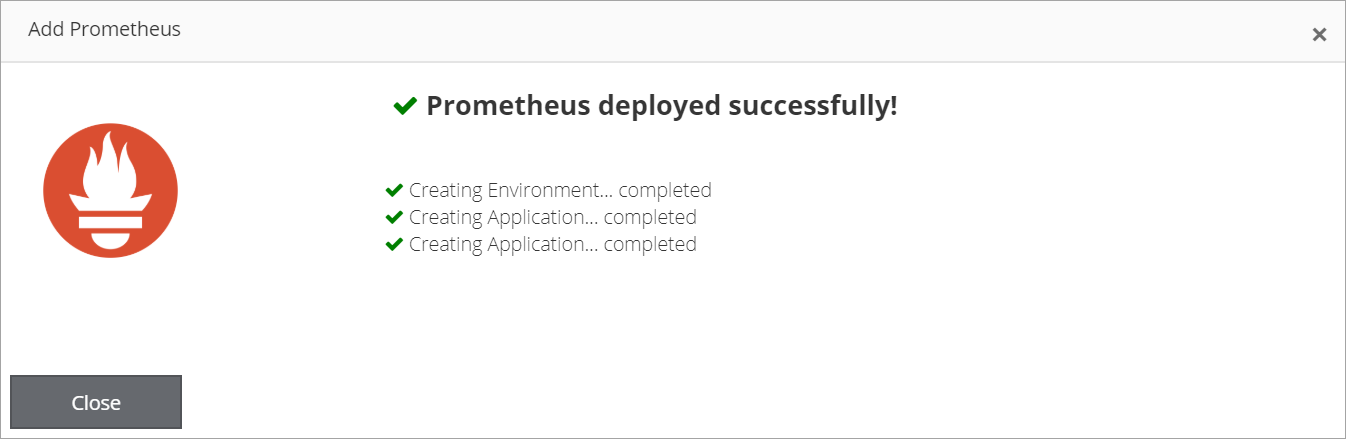 Add Prometheus
Prometheus deployed successfully!
Creating Environment... completed
Creating Application... completed
Creating Application... completed
Close